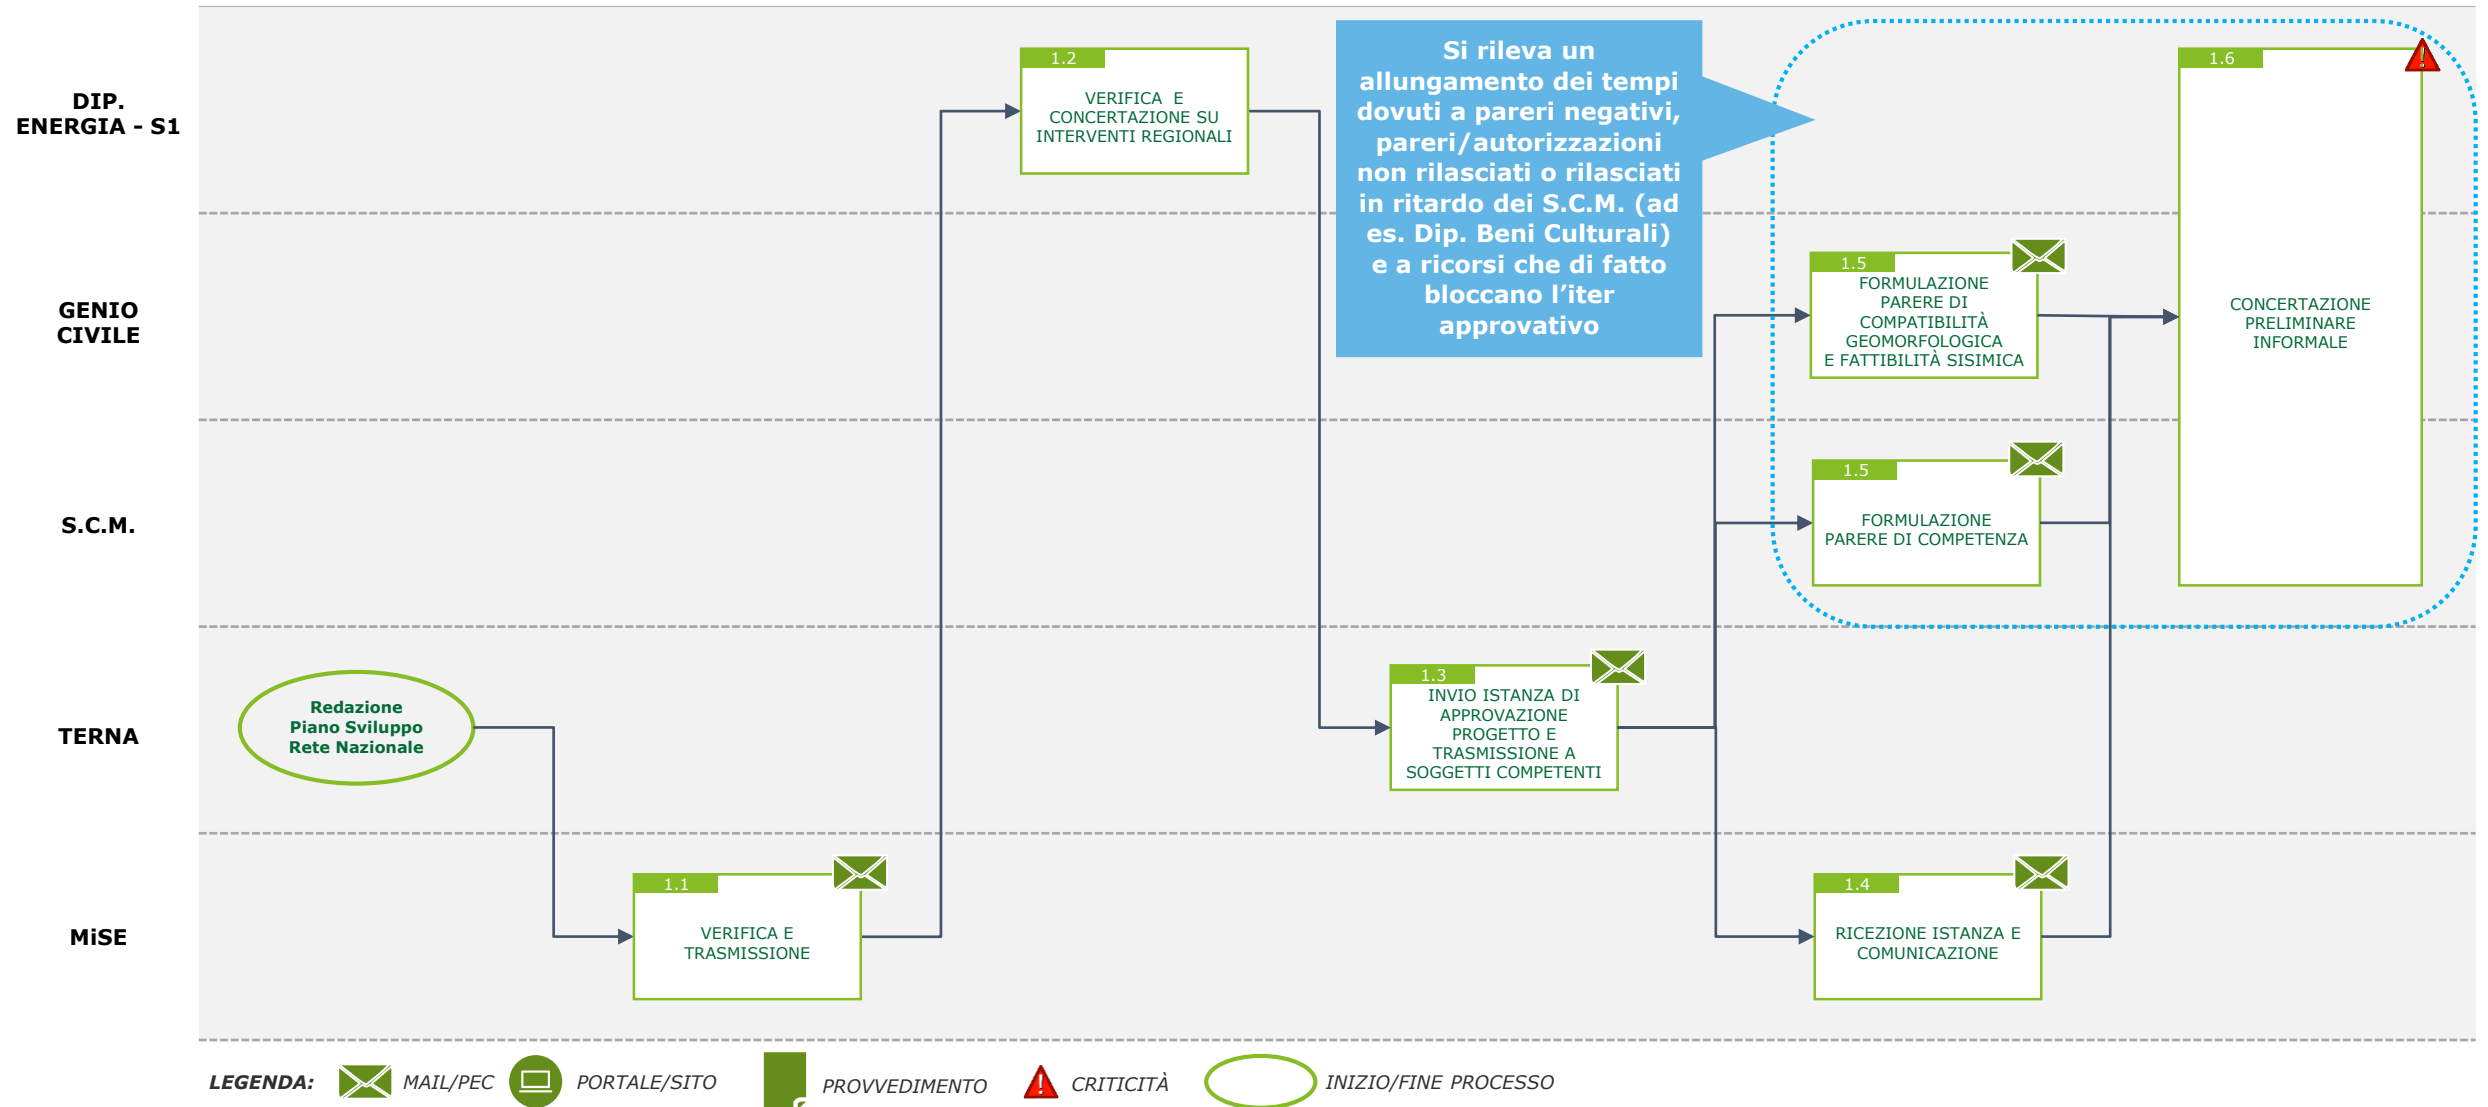 DIP.
ENERGIA - S1
1.2
VERIFICA E
CONCERTAZIONE SU
INTERVENTI REGIONALI
Si rileva un
allungamento dei tempi
dovuti a pareri negativi,
pareri/autorizzazioni
non rilasciati o rilasciati
in ritardo dei S.C.M. (ad
es. Dip. Beni Culturali)
e a ricorsi che di fatto
bloccano l’iter
approvativo
1.6
CONCERTAZIONE
PRELIMINARE
INFORMALE
GENIO
CIVILE
1.5
FORMULAZIONE
PARERE DI
COMPATIBILITÀ
GEOMORFOLOGICA
E FATTIBILITÀ SISIMICA
S.C.M.
1.5
FORMULAZIONE
PARERE DI COMPETENZA
TERNA
Redazione
Piano Sviluppo
Rete Nazionale
1.3
INVIO ISTANZA DI
APPROVAZIONE
PROGETTO E
TRASMISSIONE A
SOGGETTI COMPETENTI
MiSE
1.1
VERIFICA E
TRASMISSIONE
1.4
RICEZIONE ISTANZA E
COMUNICAZIONE
LEGENDA:
MAIL/PEC
PORTALE/SITO
PROVVEDIMENTO
CRITICITÀ
INIZIO/FINE PROCESSO